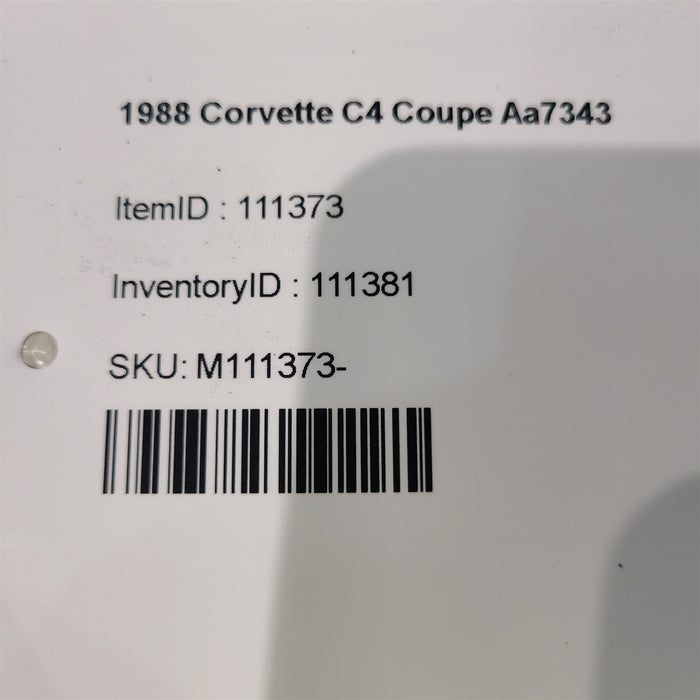 1988 Corvette C4 Coupe Aa7343
ItemID : 111373
InventoryID : 111381
SKU: M111373-